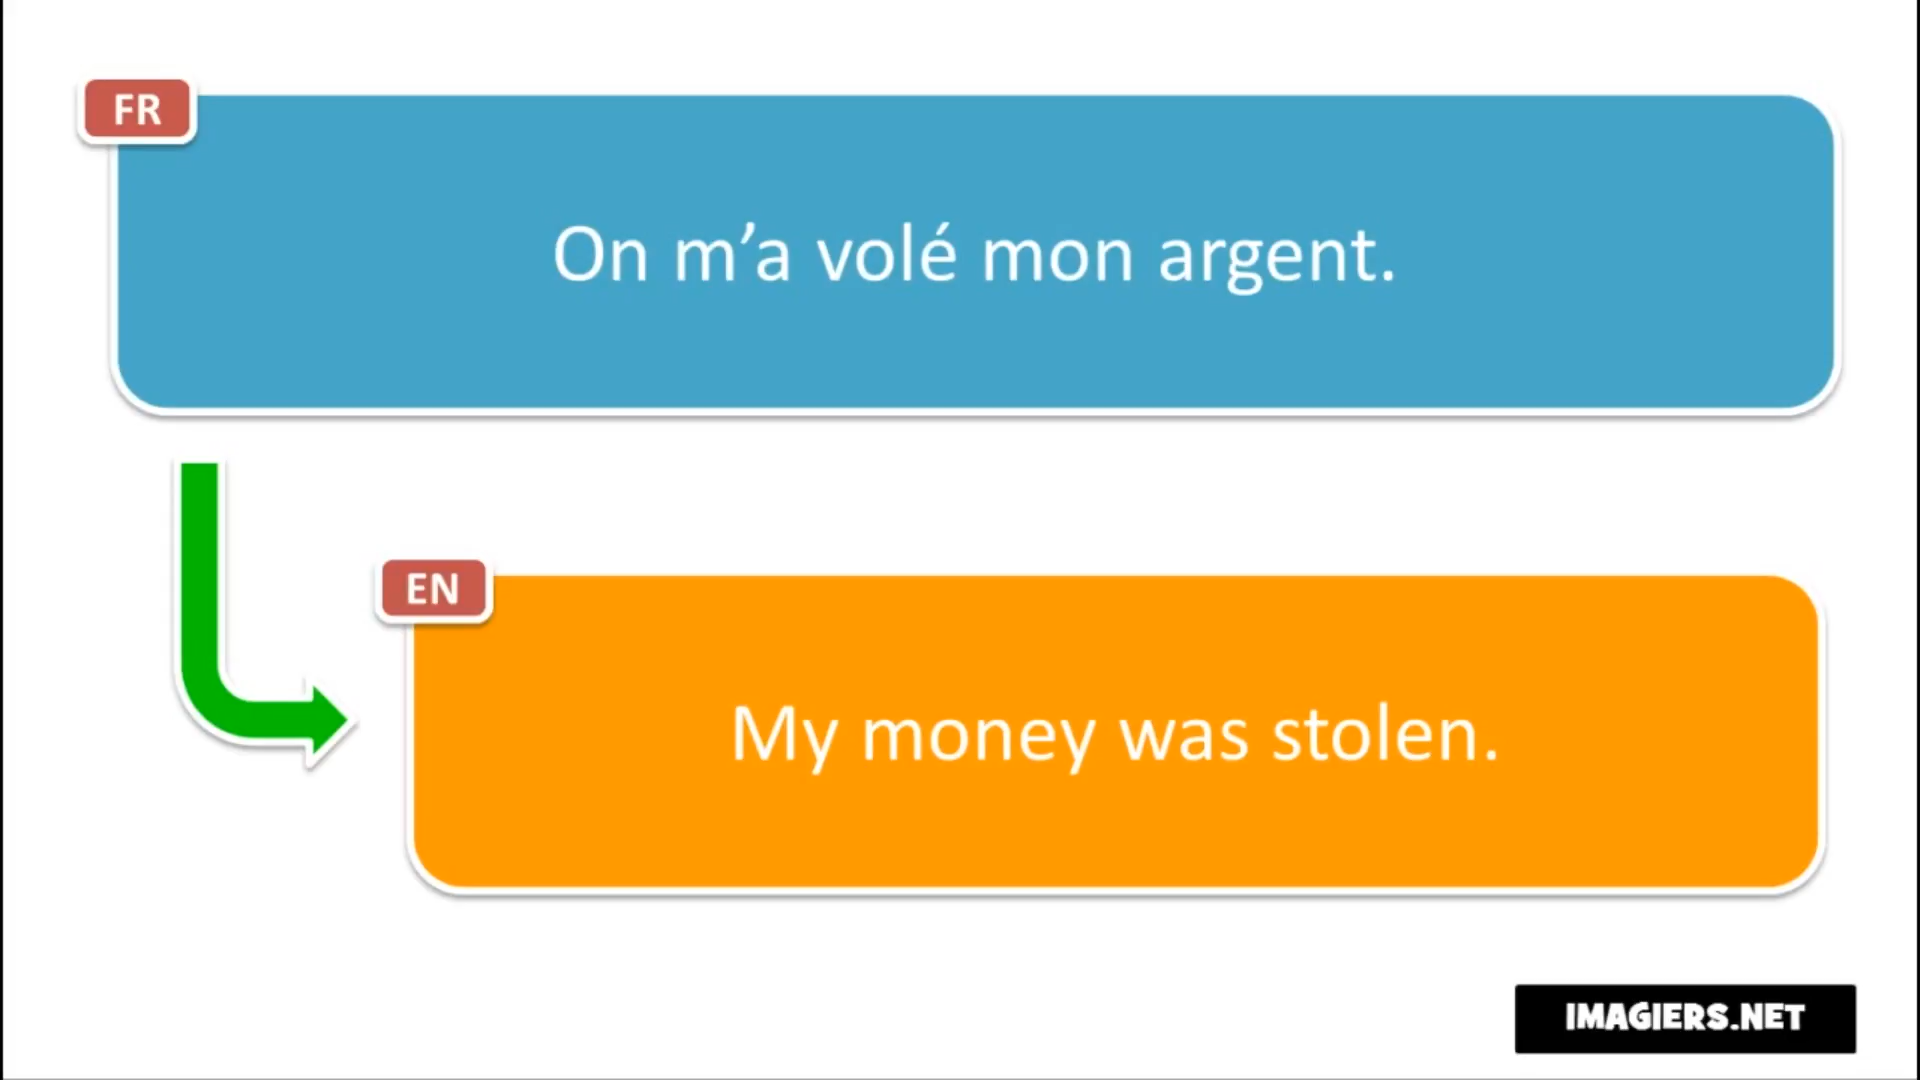 FR
On m’a volé mon argent.
EN
My money was stolen.
IMAGIERS.NET